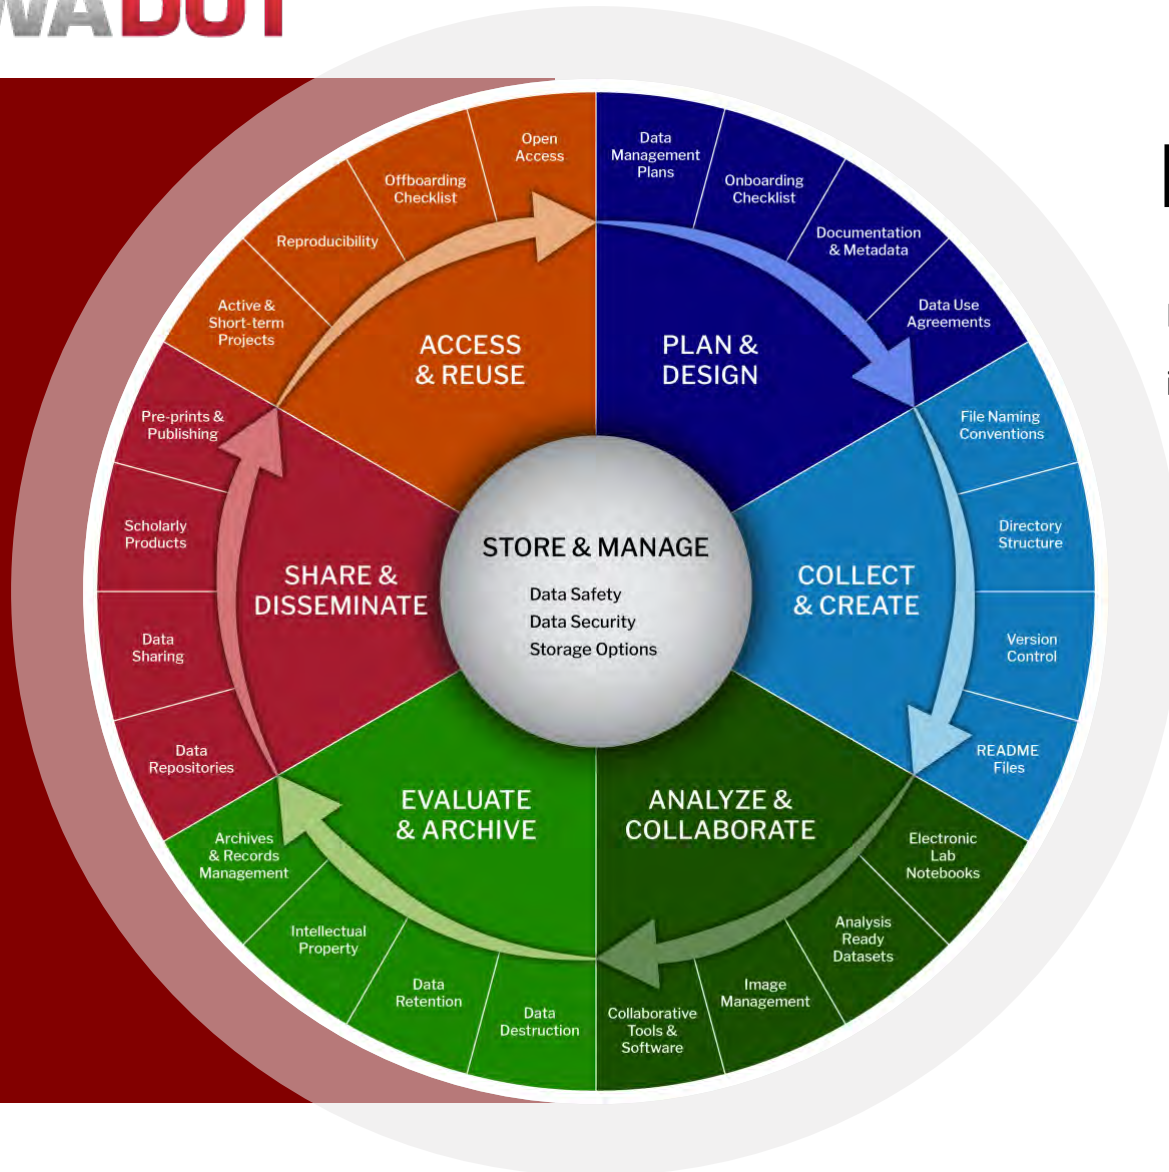 WADOT
Open
Access
Data
Management
Plans
Offboarding
Checklist
Onboarding
Checklist
Reproducibility
Documentation
& Metadata
Active &
Short-term
Projects
Data Use
Agreements
ACCESS
& REUSE
PLAN &
DESIGN
Pre-prints &
Publishing
File Naming
Conventions
Scholarly
Products
Directory
Structure
STORE & MANAGE
Data Safety
Data Security
Storage Options
SHARE &
DISSEMINATE
COLLECT
& CREATE
Data
Sharing
Version
Control
Data
Repositories
README
Files
EVALUATE
& ARCHIVE
ANALYZE &
COLLABORATE
Archives
& Records
Management
Electronic
Lab
Notebooks
Intellectual
Property
Analysis
Ready
Datasets
Data
Retention
Image
Management
Data
Destruction
Collaborative
Tools &
Software